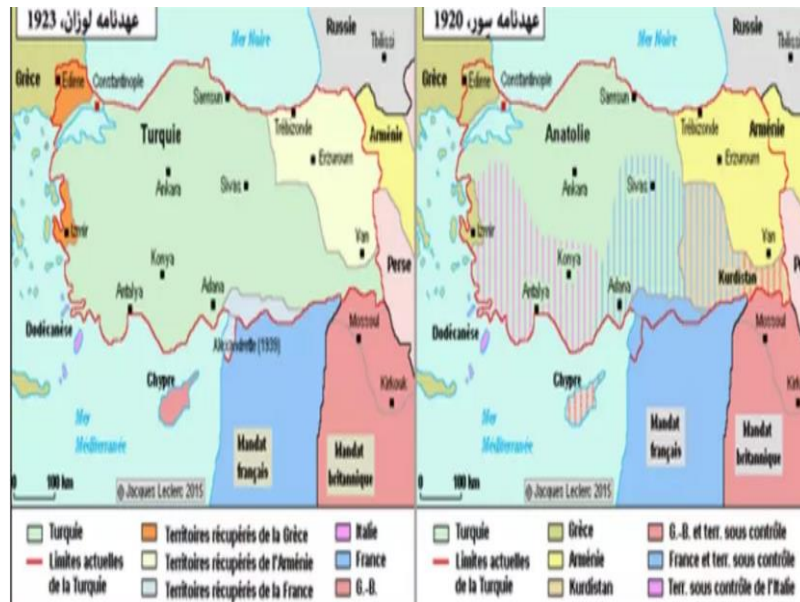 عهدنامه لوزان، 1923
Mer Noire
Russie
Tbilissi
Grèce
Edirne
Constantinople
Samsun
Trébizonde
Arménie
Turquie
Erzuroum
Ankara
Sivas
Izmir
Van
Konya
Perse
Antalya
Adana
Dodécanèse
Alexandrette (1939)
Mossoul
Chypre
Kirkouk
Mer
Méditerranée
Mandat
français
Mandat
britannique
100 km
@ Jacques Leclerc 2015
Turquie
Limites actuelles
de la Turquie
Territoires récupérés de la Grèce
Territoires récupérés de l'Arménie
Territoires récupérés de la France
Italie
France
G.-B.
عهدنامه سور، 1920
Mer Noire
Russie
Tbilissi
Grèce
Edirne
Constantinople
Samsun
Trébizonde
Arménie
Anatolie
Erzuroum
Ankara
Sivas
Izmir
Van
Konya
Kurdistan
Antalya
Adana
Dodécanèse
Mossoul
Chypre
Mer
Méditerranée
Mandat
français
Mandat
britannique
100 km
@ Jacques Leclerc 2015
Turquie
Limites actuelles
de la Turquie
Grèce
Arménie
Kurdistan
G.-B. et terr. sous contrôle
France et terr. sous contrôle
Terr. sous contrôle de l'Italie